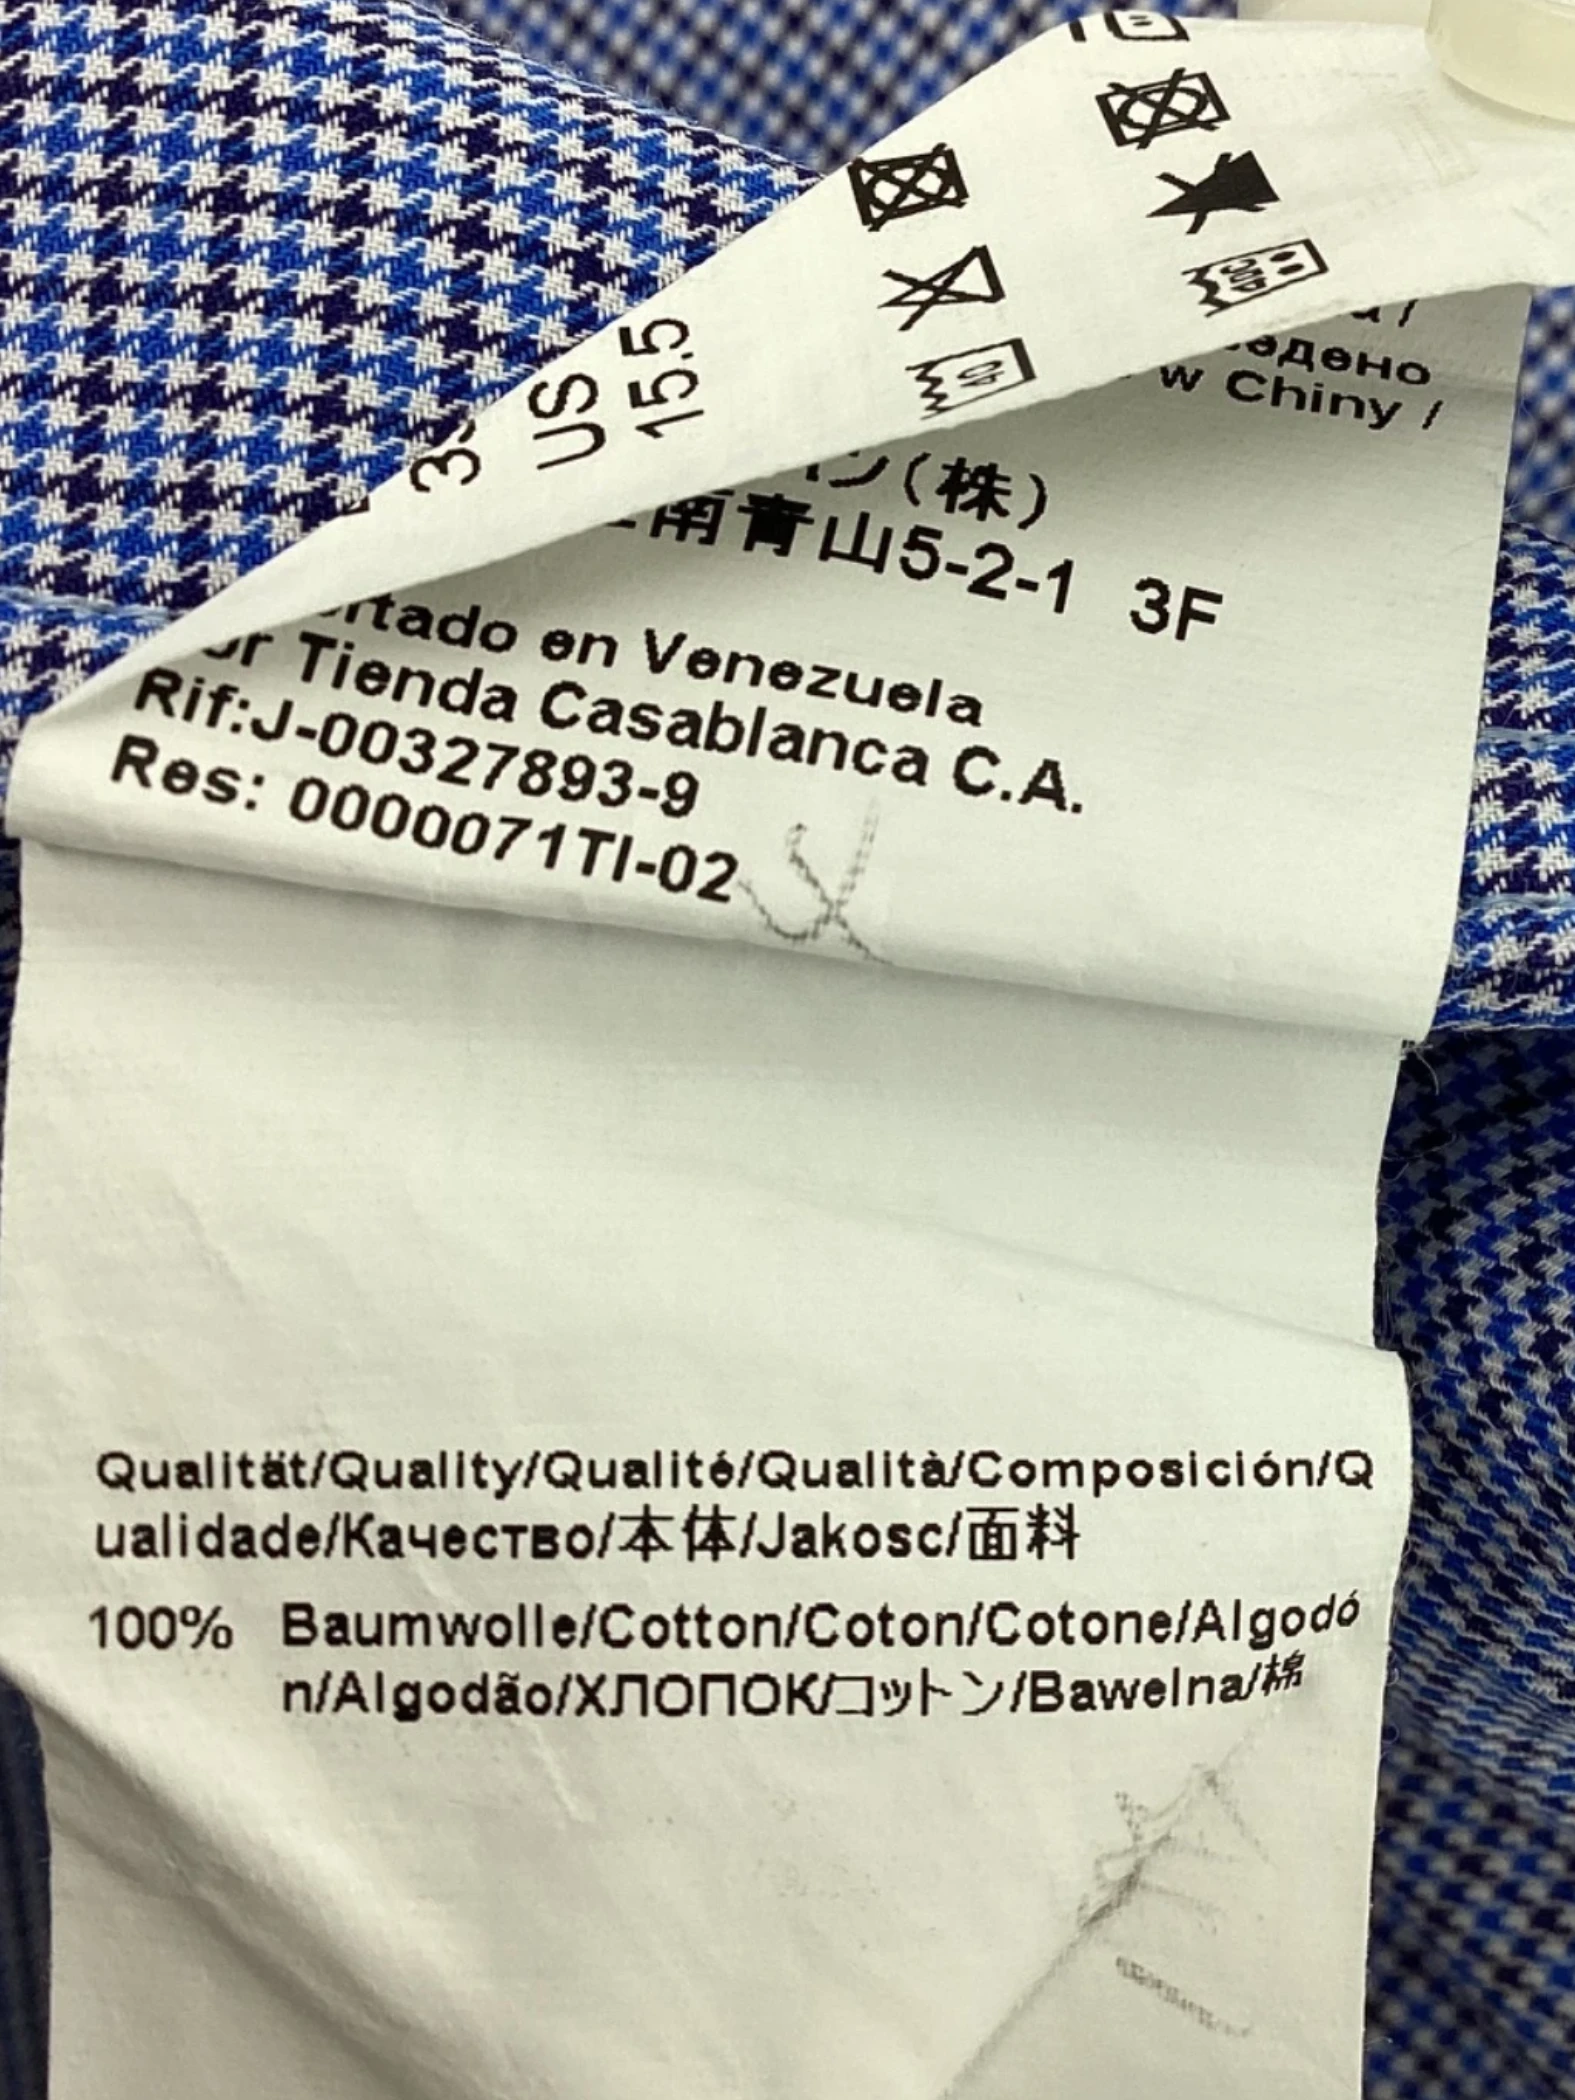 US
15.5
40
40C
w Chiny /
(株)
南青山5-2-1 3F
en Venezuela
Tienda Casablanca C.A.
Rif:J-00327893-9
Res: 0000071TI-02
Qualität/Quality/Qualité/Qualità/Composición/Q
ualidade/Качество/本体/Jakosc/面料
100% Baumwolle/Cotton/Coton/Cotone/Algodó
n/Algodão/ХЛОПОК/コットン/Bawelna/棉